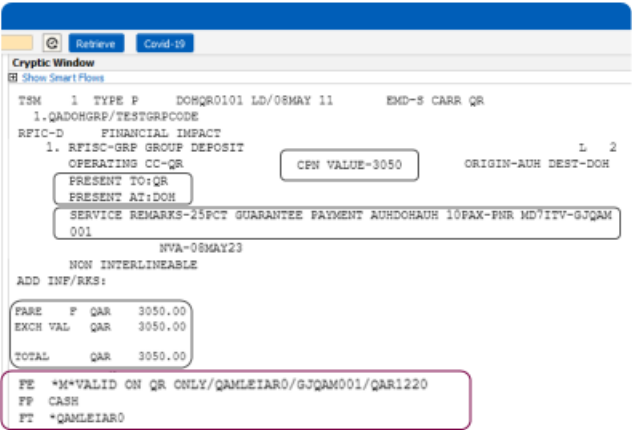 Retrieve
Covid-19
Cryptic Window
Show Smart Flows
TSM 1 TYPE P DOHQR0101 LD/08MAY 11 EMD-S CARR QR
1.QADOHGRP/TESTGRPCODE
RFIC-D FINANCIAL IMPACT
1. RFISC-GRP GROUP DEPOSIT L 2
OPERATING CC-QR CPN VALUE-3050 ORIGIN-AUH DEST-DOH
PRESENT TO:QR
PRESENT AT:DOH
SERVICE REMARKS-25PCT GUARANTEE PAYMENT AUHDOHAUH 10PAX-PNR MD7ITV-GJQAM
001
NVA-08MAY23
NON INTERLINEABLE
ADD INF/RKS:
FARE F QAR 3050.00
EXCH VAL QAR 3050.00
TOTAL QAR 3050.00
FE *M*VALID ON QR ONLY/QAMLEIAR0/GJQAM001/QAR1220
FP CASH
FT *QAMLEIAR0